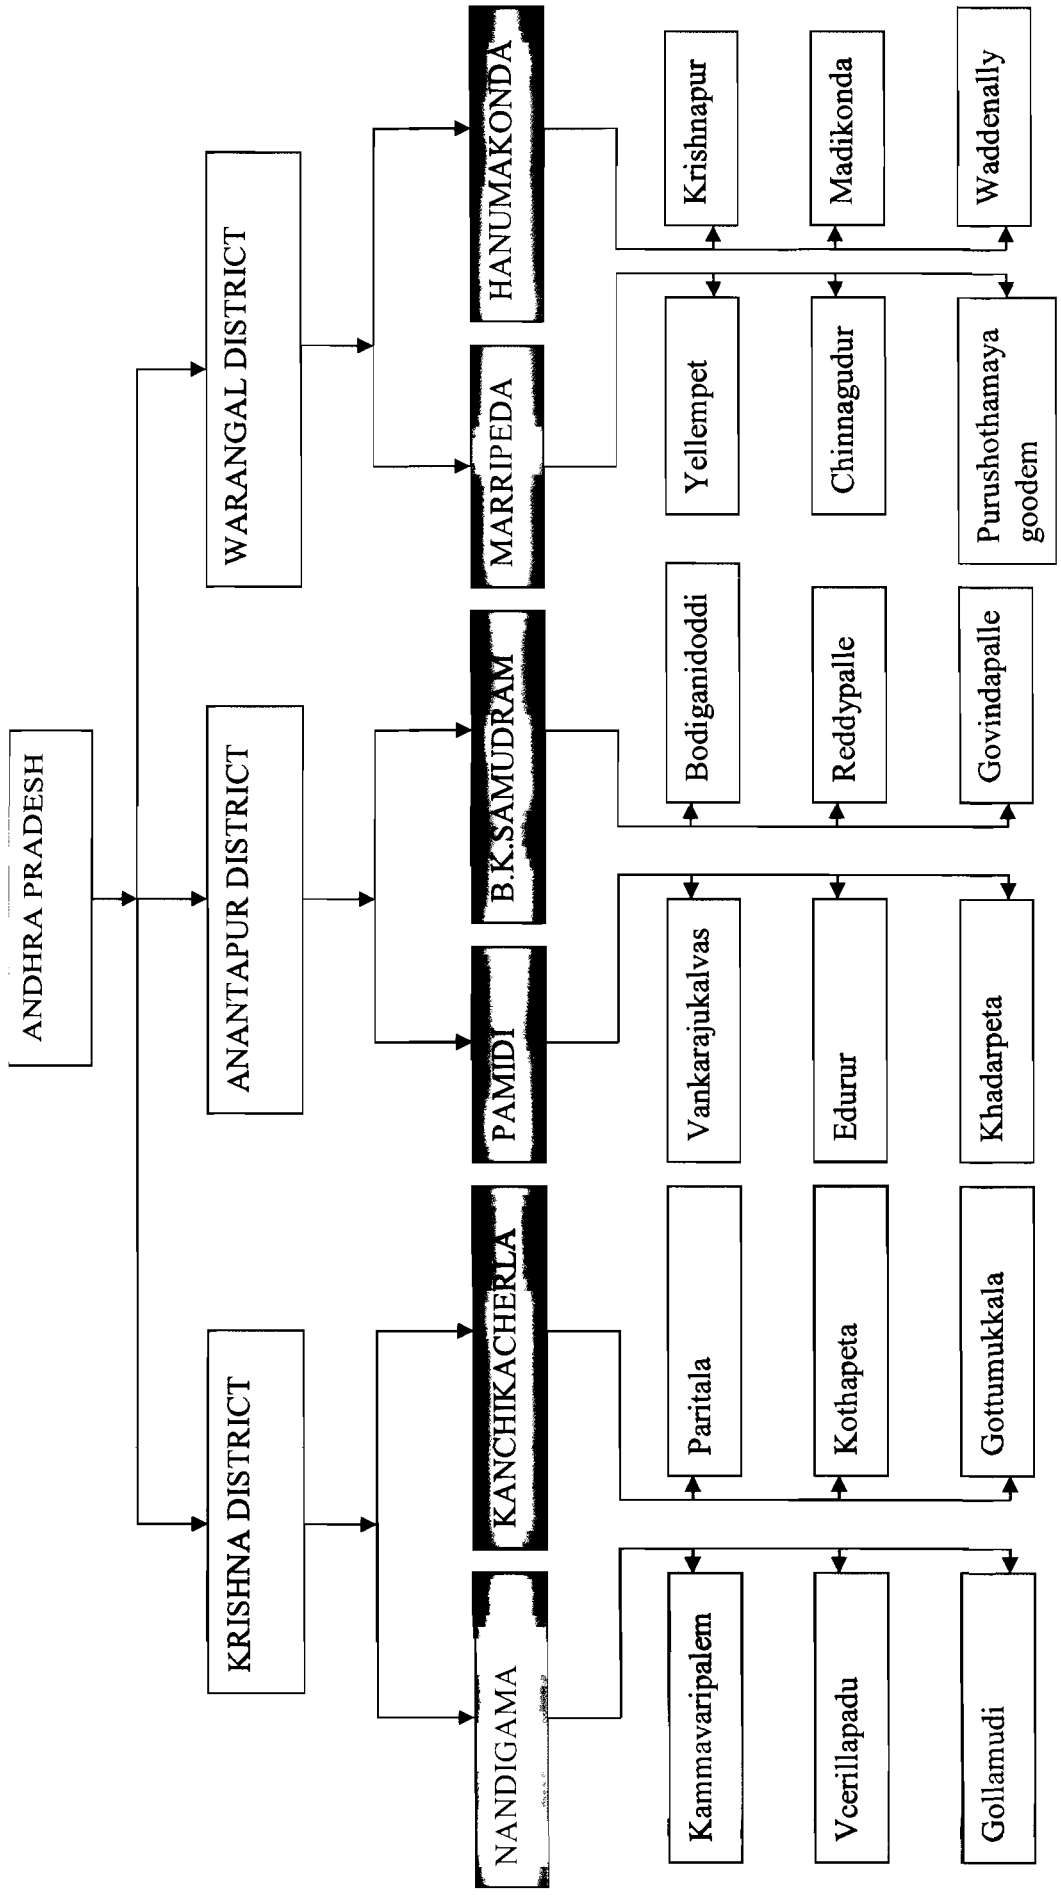 ANDHRA PRADESH
KRISHNA DISTRICT
ANANTAPUR DISTRICT
WARANGAL DISTRICT
NANDIGAMA
KANCHIKACHERLA
PAMIDI
B.K.SAMUDRAM
MARRIPEDA
HANUMAKONDA
Kammavaripalem
Paritala
Vankarajukalvas
Bodiganidoddi
Yellempet
Krishnapur
Vcerillapadu
Kothapeta
Edurur
Reddypalle
Chinnagudur
Madikonda
Gollamudi
Gottumukkala
Khadarpeta
Govindapalle
Purushothamaya
goodem
Waddenally